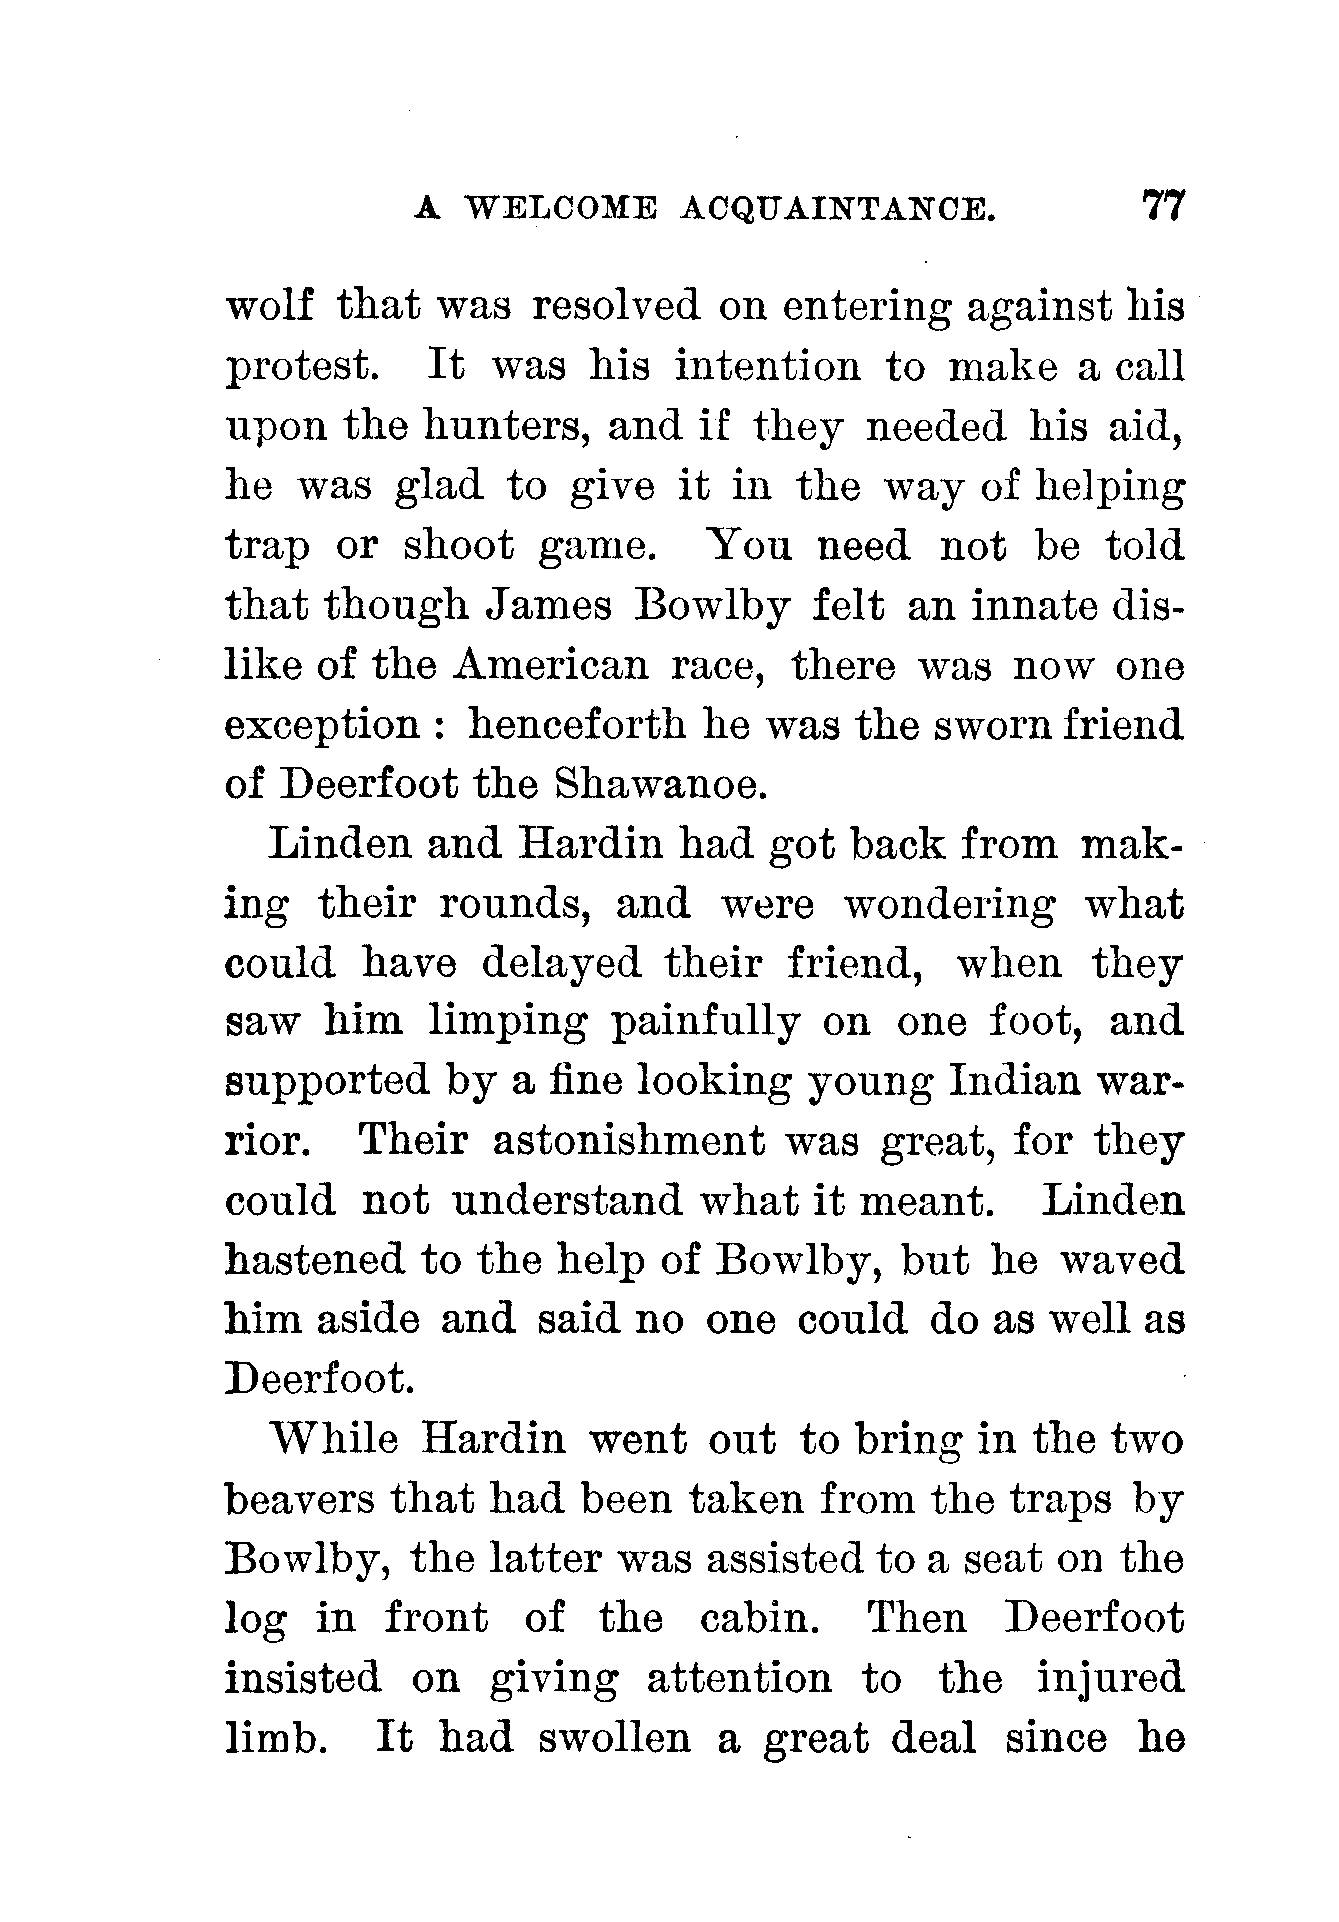 A WELCOME ACQUAINTANCE. 77
wolf that was resolved on entering against his
protest. It was his intention to make a call
upon the hunters, and if they needed his aid,
he was glad to give it in the way of helping
trap or shoot game. You need not be told
that though James Bowlby felt an innate dis-
like of the American race, there was now one
exception : henceforth he was the sworn friend
of Deerfoot the Shawanoe.
Linden and Hardin had got back from mak-
ing their rounds, and were wondering what
could have delayed their friend, when they
saw him limping painfully on one foot, and
supported by a fine looking young Indian war-
rior. Their astonishment was great, for they
could not understand what it meant. Linden
hastened to the help of Bowlby, but he waved
him aside and said no one could do as well as
Deerfoot.
While Hardin went out to bring in the two
beavers that had been taken from the traps by
Bowlby, the latter was assisted to a seat on the
log in front of the cabin. Then Deerfoot
insisted on giving attention to the injured
limb. It had swollen a great deal since he